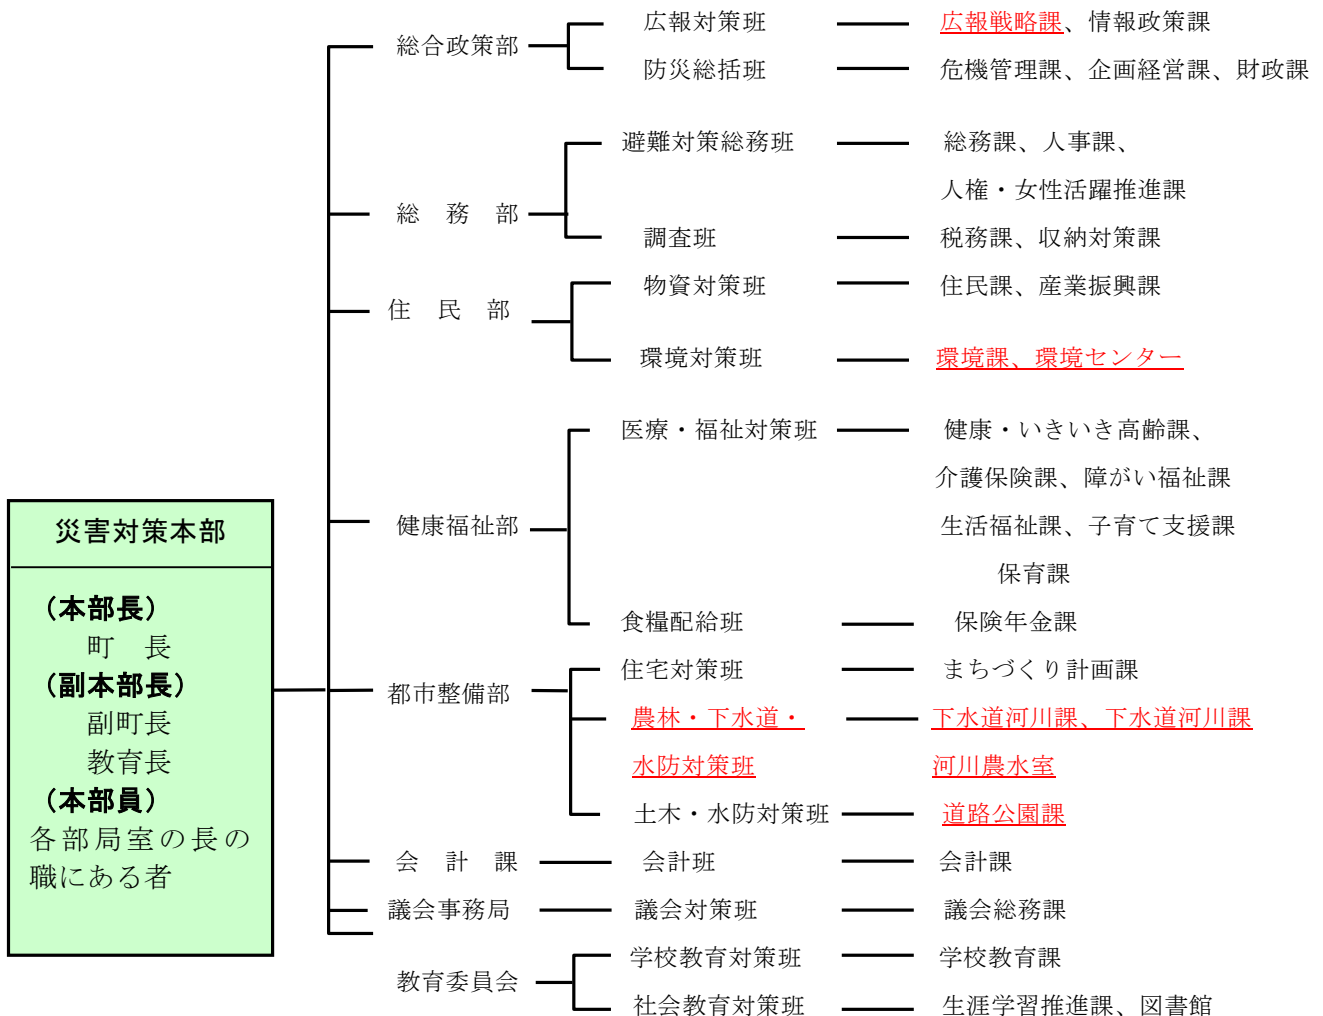 広報対策班 広報戦略課、情報政策課
総合政策部
防災総括班 危機管理課、企画経営課、財政課
避難対策総務班 総務課、人事課、
人権・女性活躍推進課
総 務 部
調査班 税務課、収納対策課
物資対策班 住民課、産業振興課
住 民 部
環境対策班 環境課、環境センター
医療・福祉対策班 健康・いきいき高齢課、
介護保険課、障がい福祉課
健康福祉部 生活福祉課、子育て支援課
保育課
食糧配給班 保険年金課
災害対策本部
（本部長）
町 長
（副本部長）
副町長
教育長
（本部員）
各部局室の長の
職にある者
住宅対策班 まちづくり計画課
都市整備部
農林・下水道・ 下水道河川課、下水道河川課
水防対策班 河川農水室
土木・水防対策班 道路公園課
会 計 課 会計班 会計課
議会事務局 議会対策班 議会総務課
学校教育対策班 学校教育課
教育委員会
社会教育対策班 生涯学習推進課、図書館